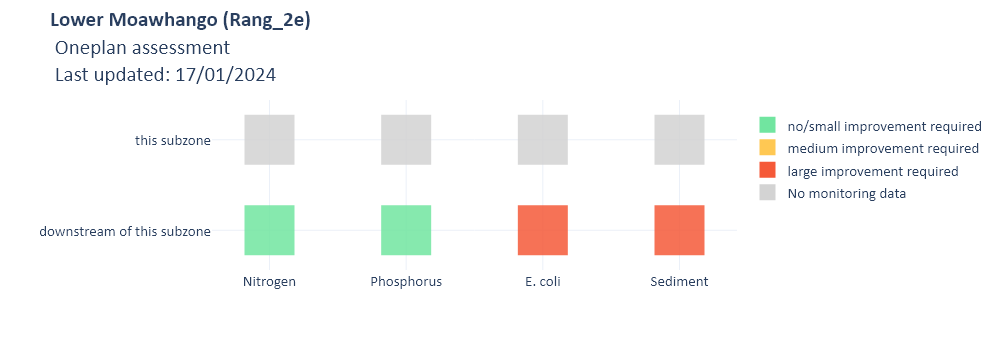 Lower Moawhango (Rang_2e)
Oneplan assessment
Last updated: 17/01/2024
this subzone
downstream of this subzone
Nitrogen
Phosphorus
E. coli
Sediment
no/small improvement required
medium improvement required
large improvement required
No monitoring data